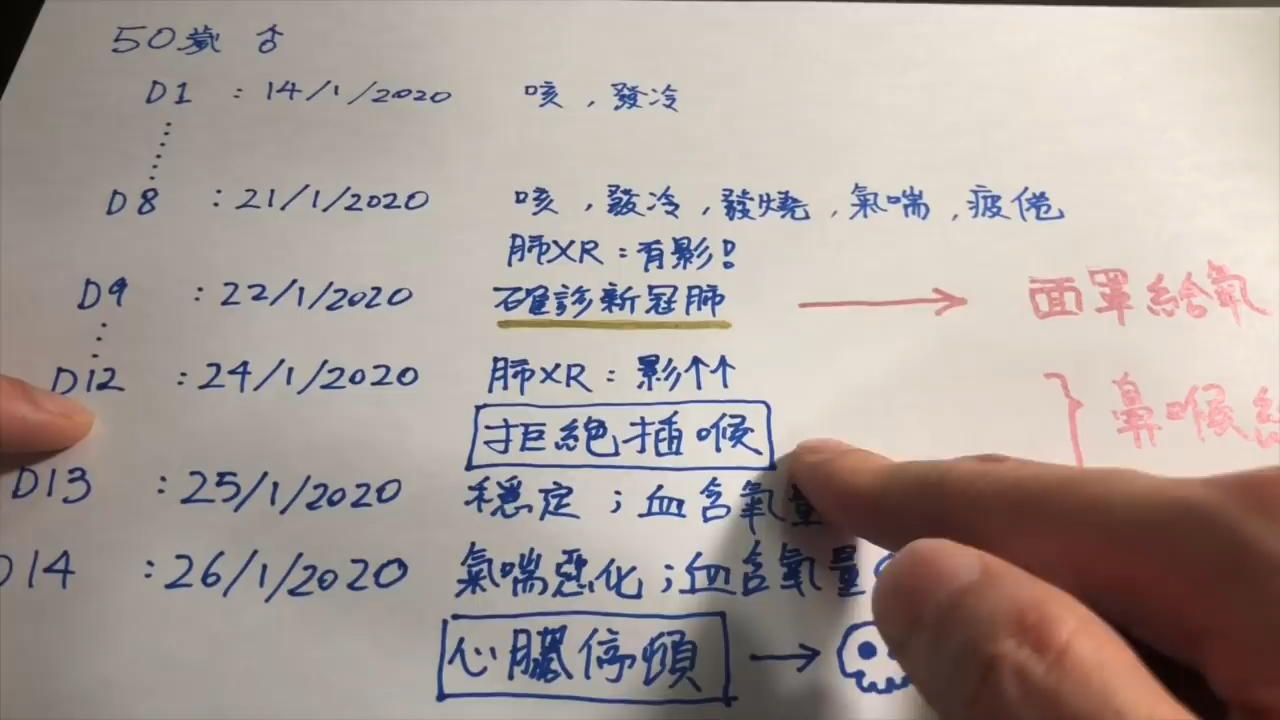 50歲
D1 : 14/1/2020 咳，發冷
D8 : 21/1/2020 咳，發冷，發燒，氣喘，疲倦
肺XR：有影！
D9 : 22/1/2020 確診新冠肺 → 面罩給氧
D12 : 24/1/2020 肺XR：影↑↑
拒絕插喉 鼻喉
D13 : 25/1/2020 穩定；血含氧量
D14 : 26/1/2020 氣喘惡化；血含氧量
心臟停頓 →